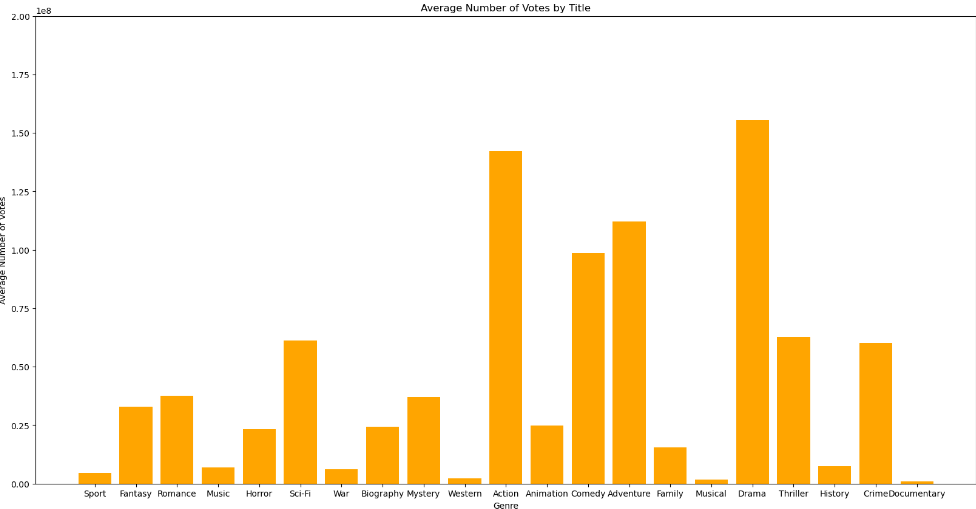 Average Number of Votes by Title
1e8
2.00
1.75
1.50
1.25
1.00
0.75
0.50
0.25
0.00
Average Number of Votes
Sport Fantasy Romance Music Horror Sci-Fi War Biography Mystery Western Action Animation Comedy Adventure Family Musical Drama Thriller History Crime Documentary
Genre